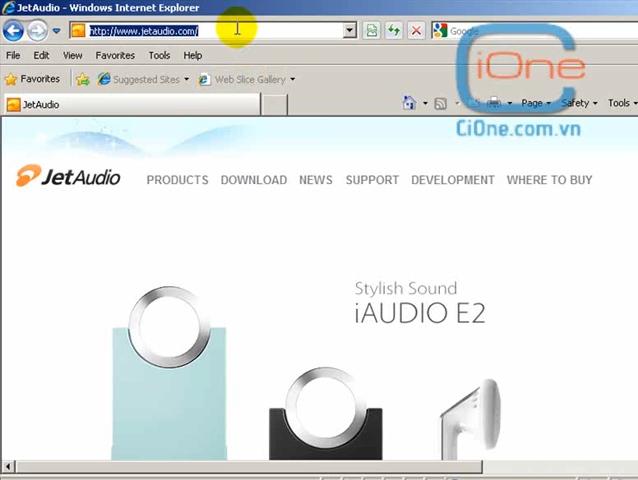 JetAudio - Windows Internet Explorer
http://www.jetaudio.com/
Google
File Edit View Favorites Tools Help
Favorites Suggested Sites Web Slice Gallery
JetAudio
Page Safety Tools
iOne
CiOne.com.vn
JetAudio PRODUCTS DOWNLOAD NEWS SUPPORT DEVELOPMENT WHERE TO BUY
Stylish Sound
iAUDIO E2